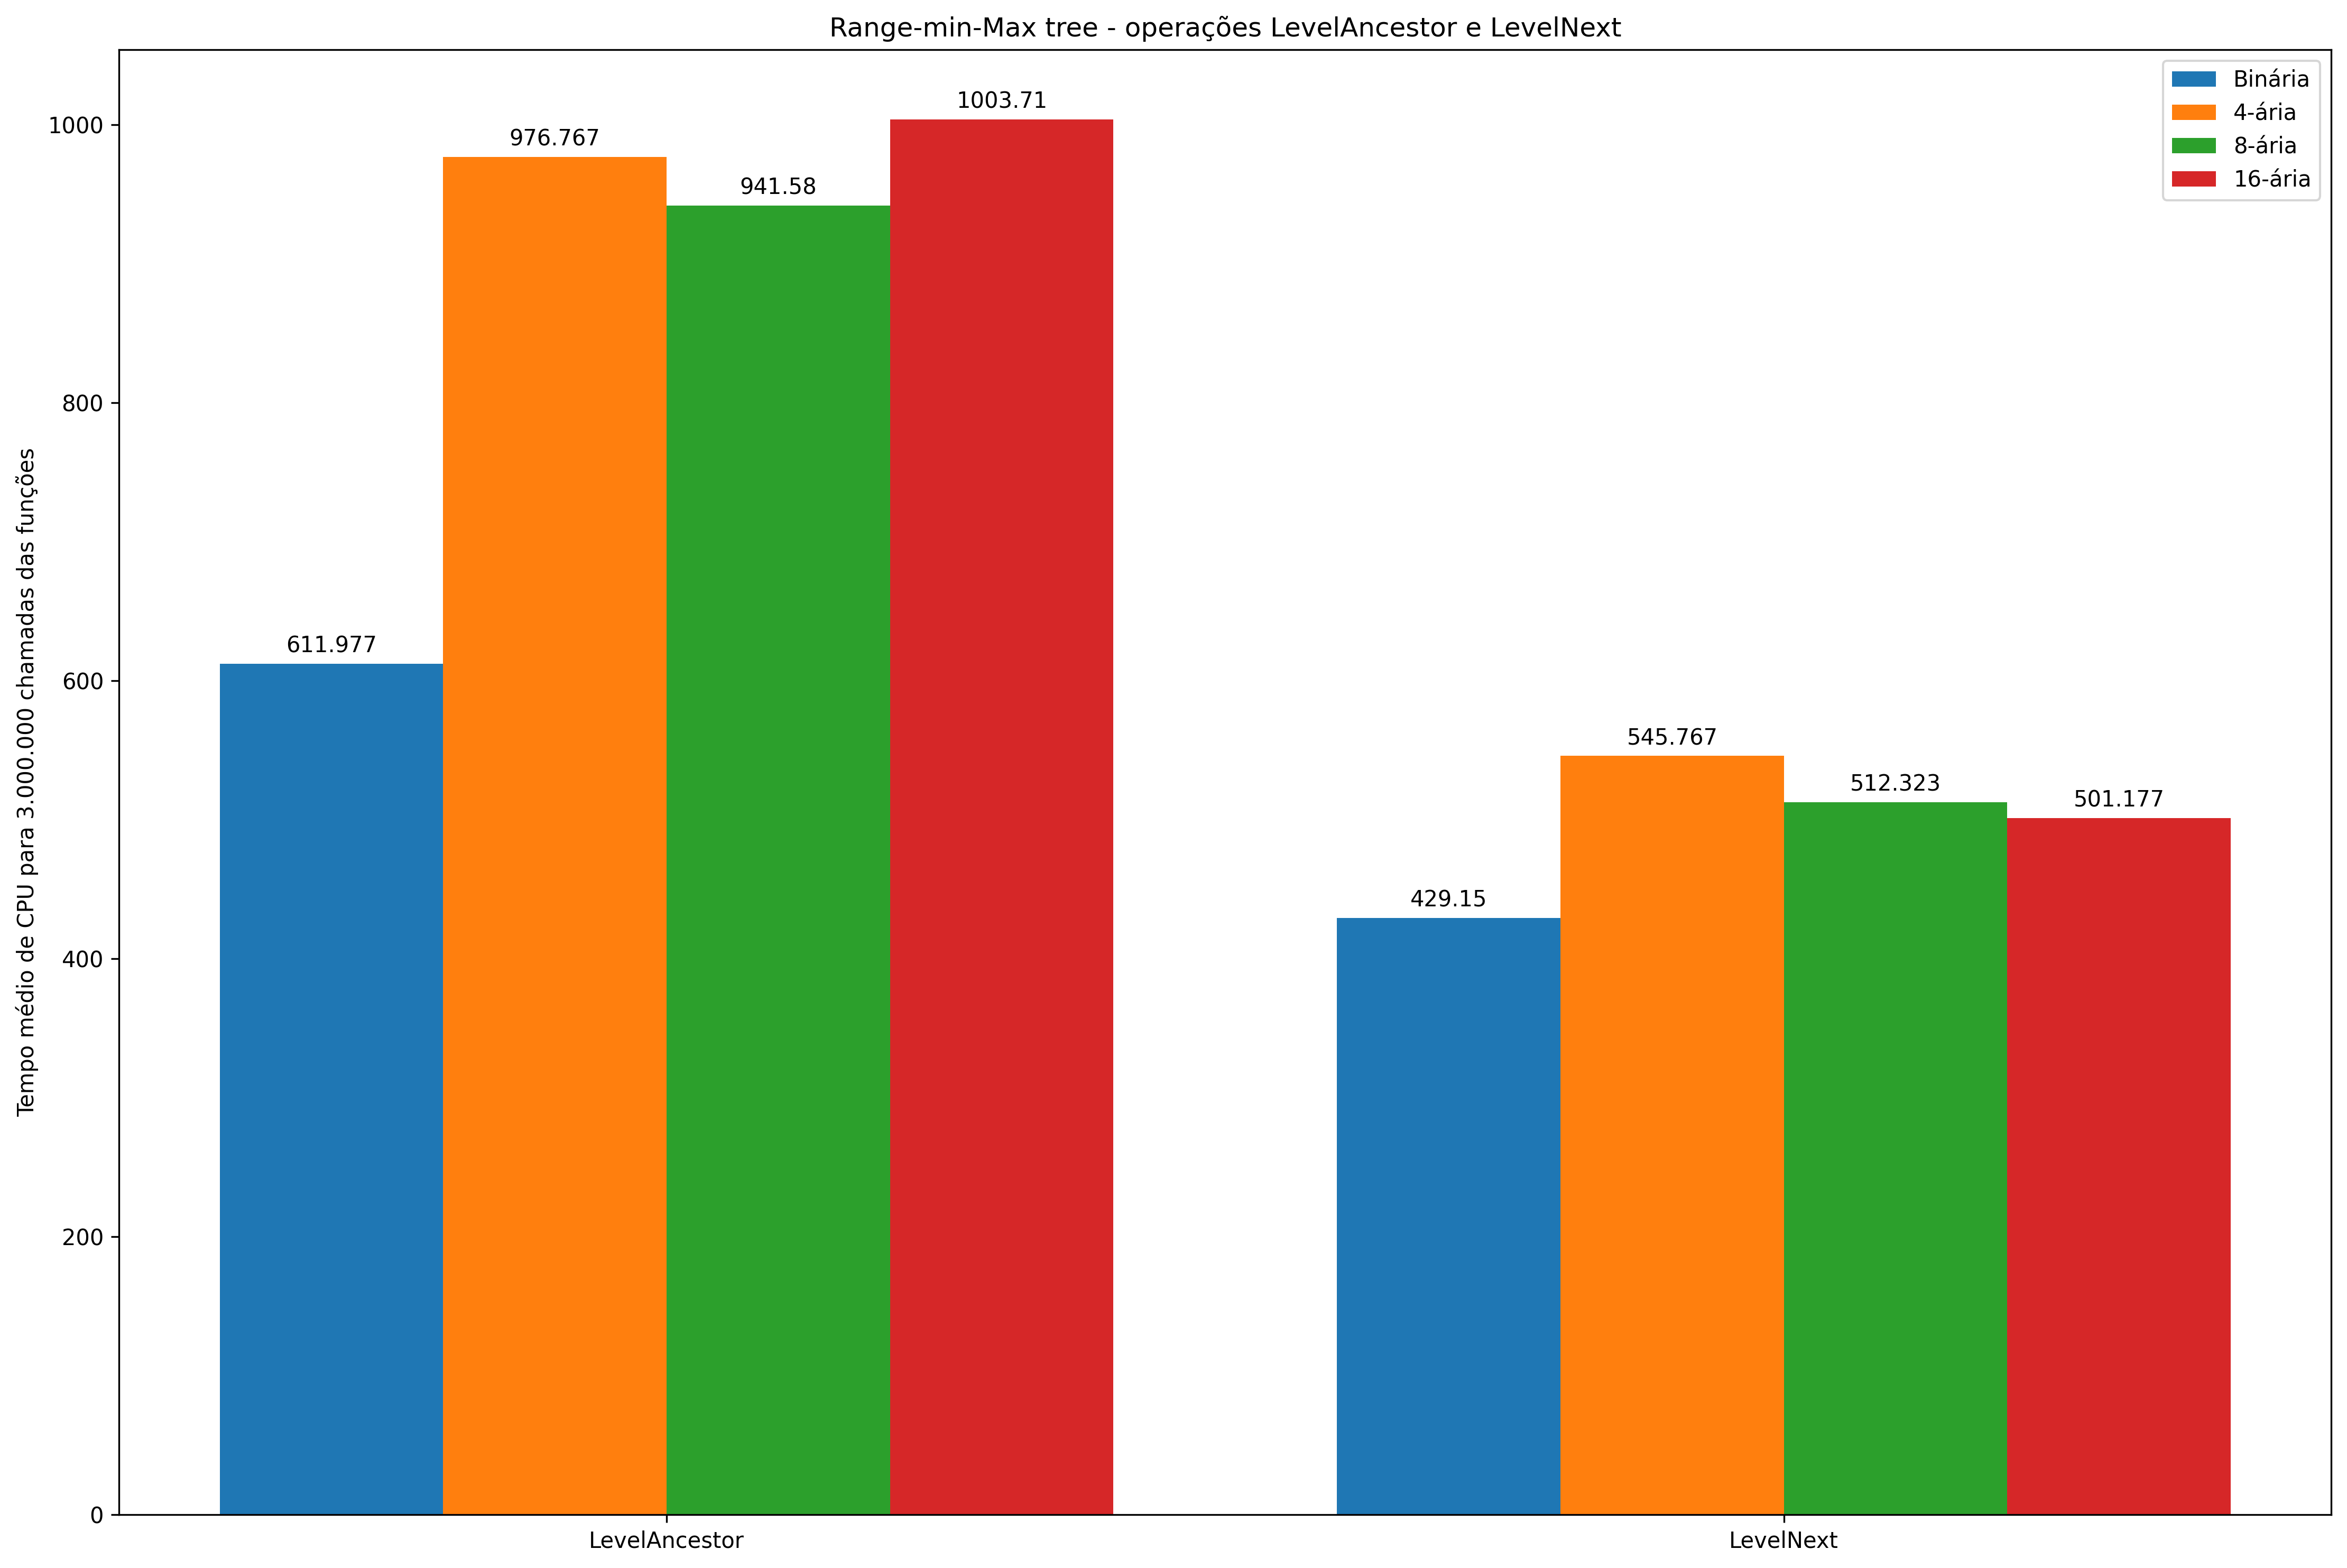 Range-min-Max tree - operações LevelAncestor e LevelNext
Tempo médio de CPU para 3.000.000 chamadas das funções
1000
800
600
400
200
0
611.977
976.767
941.58
1003.71
429.15
545.767
512.323
501.177
Binária
4-ária
8-ária
16-ária
LevelAncestor
LevelNext